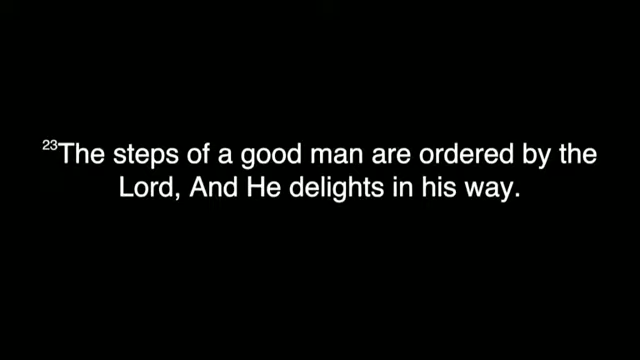 23The steps of a good man are ordered by the
Lord, And He delights in his way.